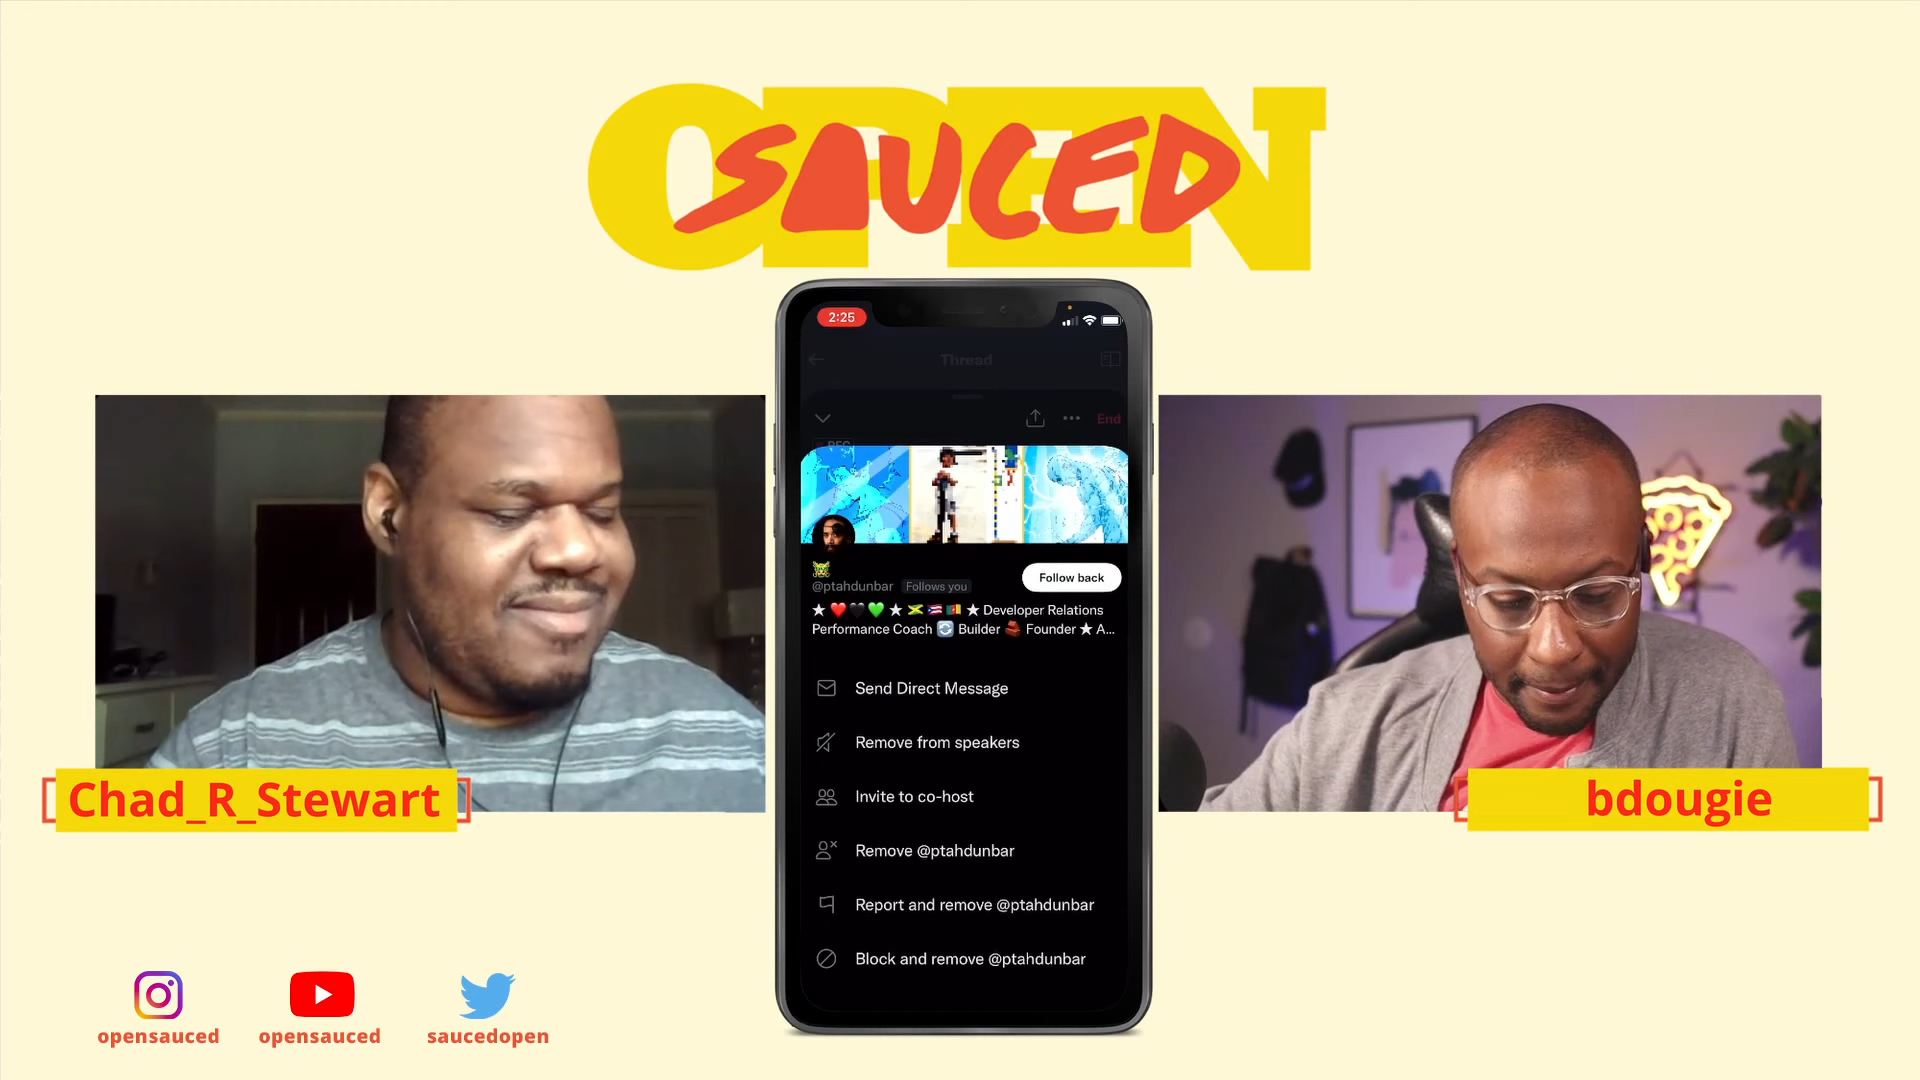 OPEN
SAUCED
2:25
Thread
End
REC
@ptahdunbar Follows you
Follow back
★ ❤️🖤💚 ★ 🇯🇲🇵🇷🇨🇲 ★ Developer Relations
Performance Coach 🔄 Builder Founder ★ A...
Send Direct Message
Remove from speakers
Invite to co-host
Remove @ptahdunbar
Report and remove @ptahdunbar
Block and remove @ptahdunbar
Chad_R_Stewart
bdougie
opensauced
opensauced
saucedopen